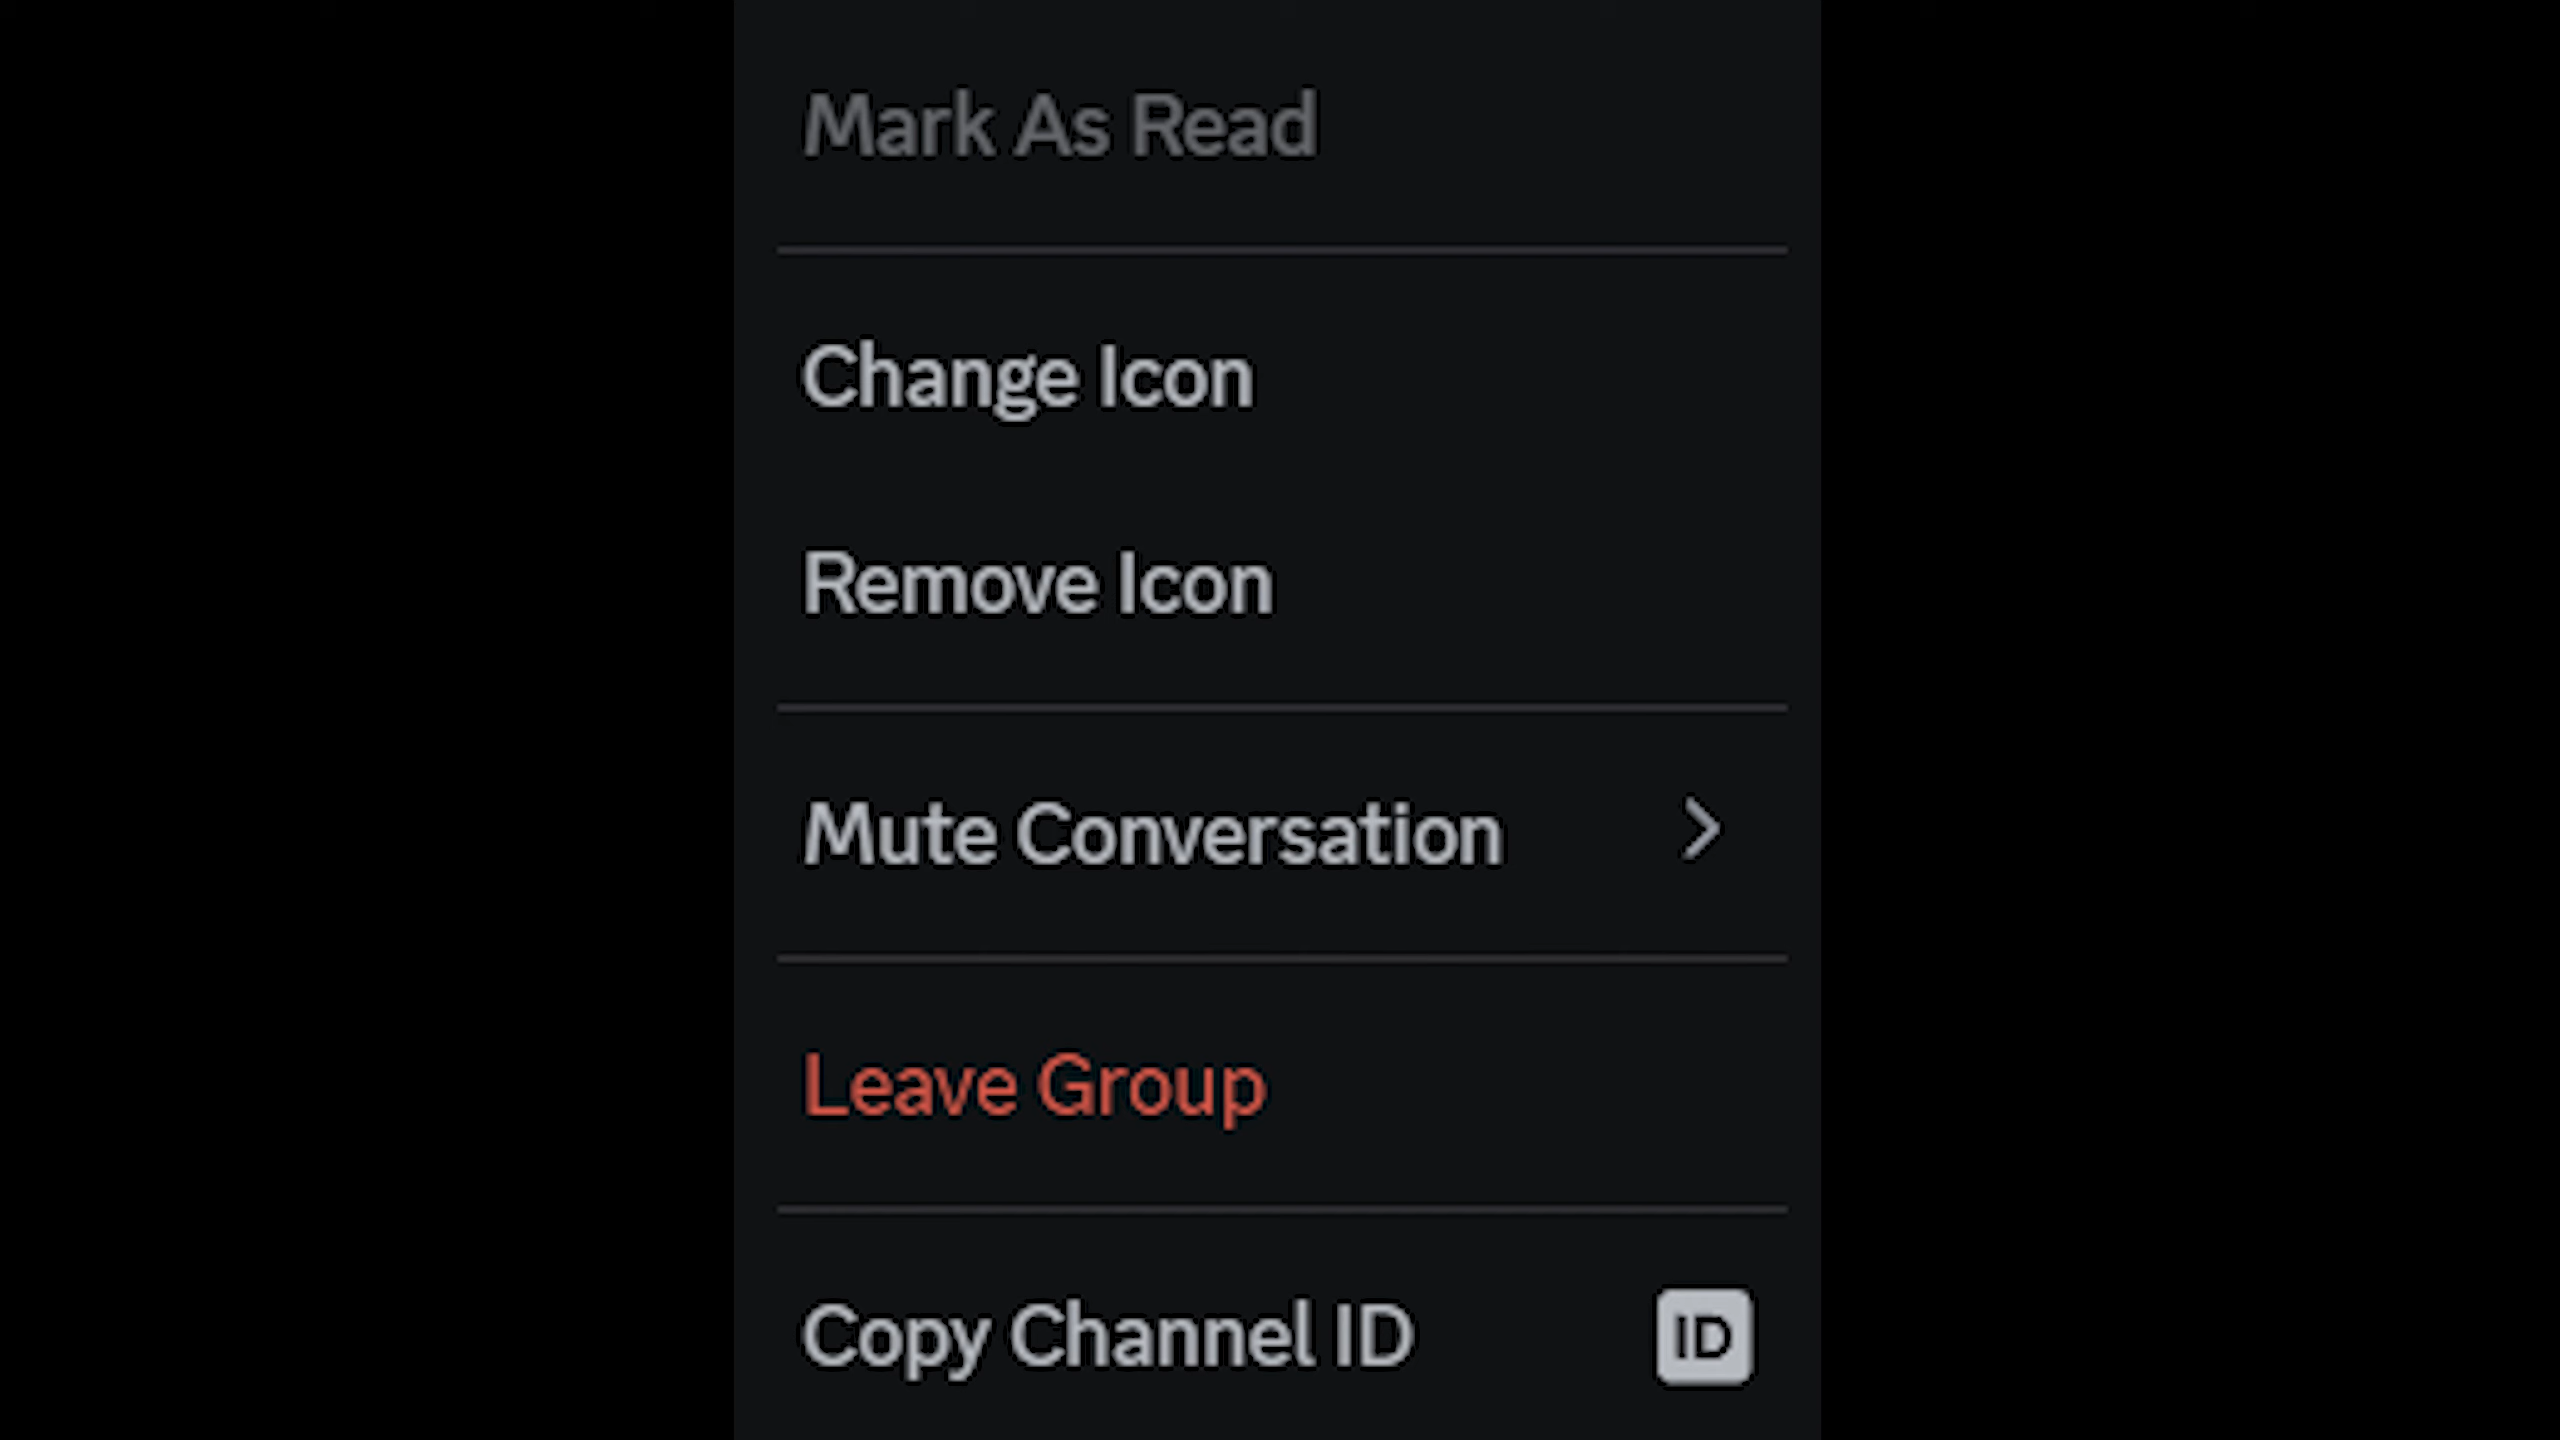 Mark As Read
Change Icon
Remove Icon
Mute Conversation
Leave Group
Copy Channel ID
ID